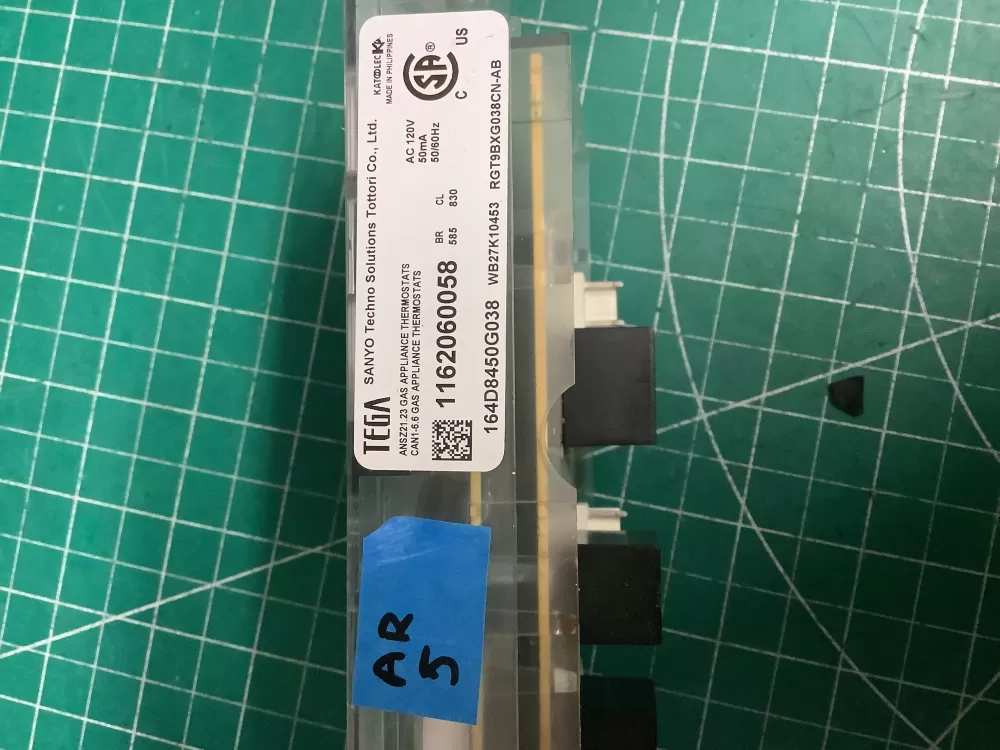 TEGA SANYO Techno Solutions Tottori Co., Ltd. KATOLEC
MADE IN PHILIPPINES
ANSZ21.23 GAS APPLIANCE THERMOSTATS
CAN1-6.6 GAS APPLIANCE THERMOSTATS
AC 120V
50mA
50/60Hz
SA ®
C US
1162060058
BR CL
585 830
164D8450G038 WB27K10453 RGT9BXG038CN-AB
AR
5